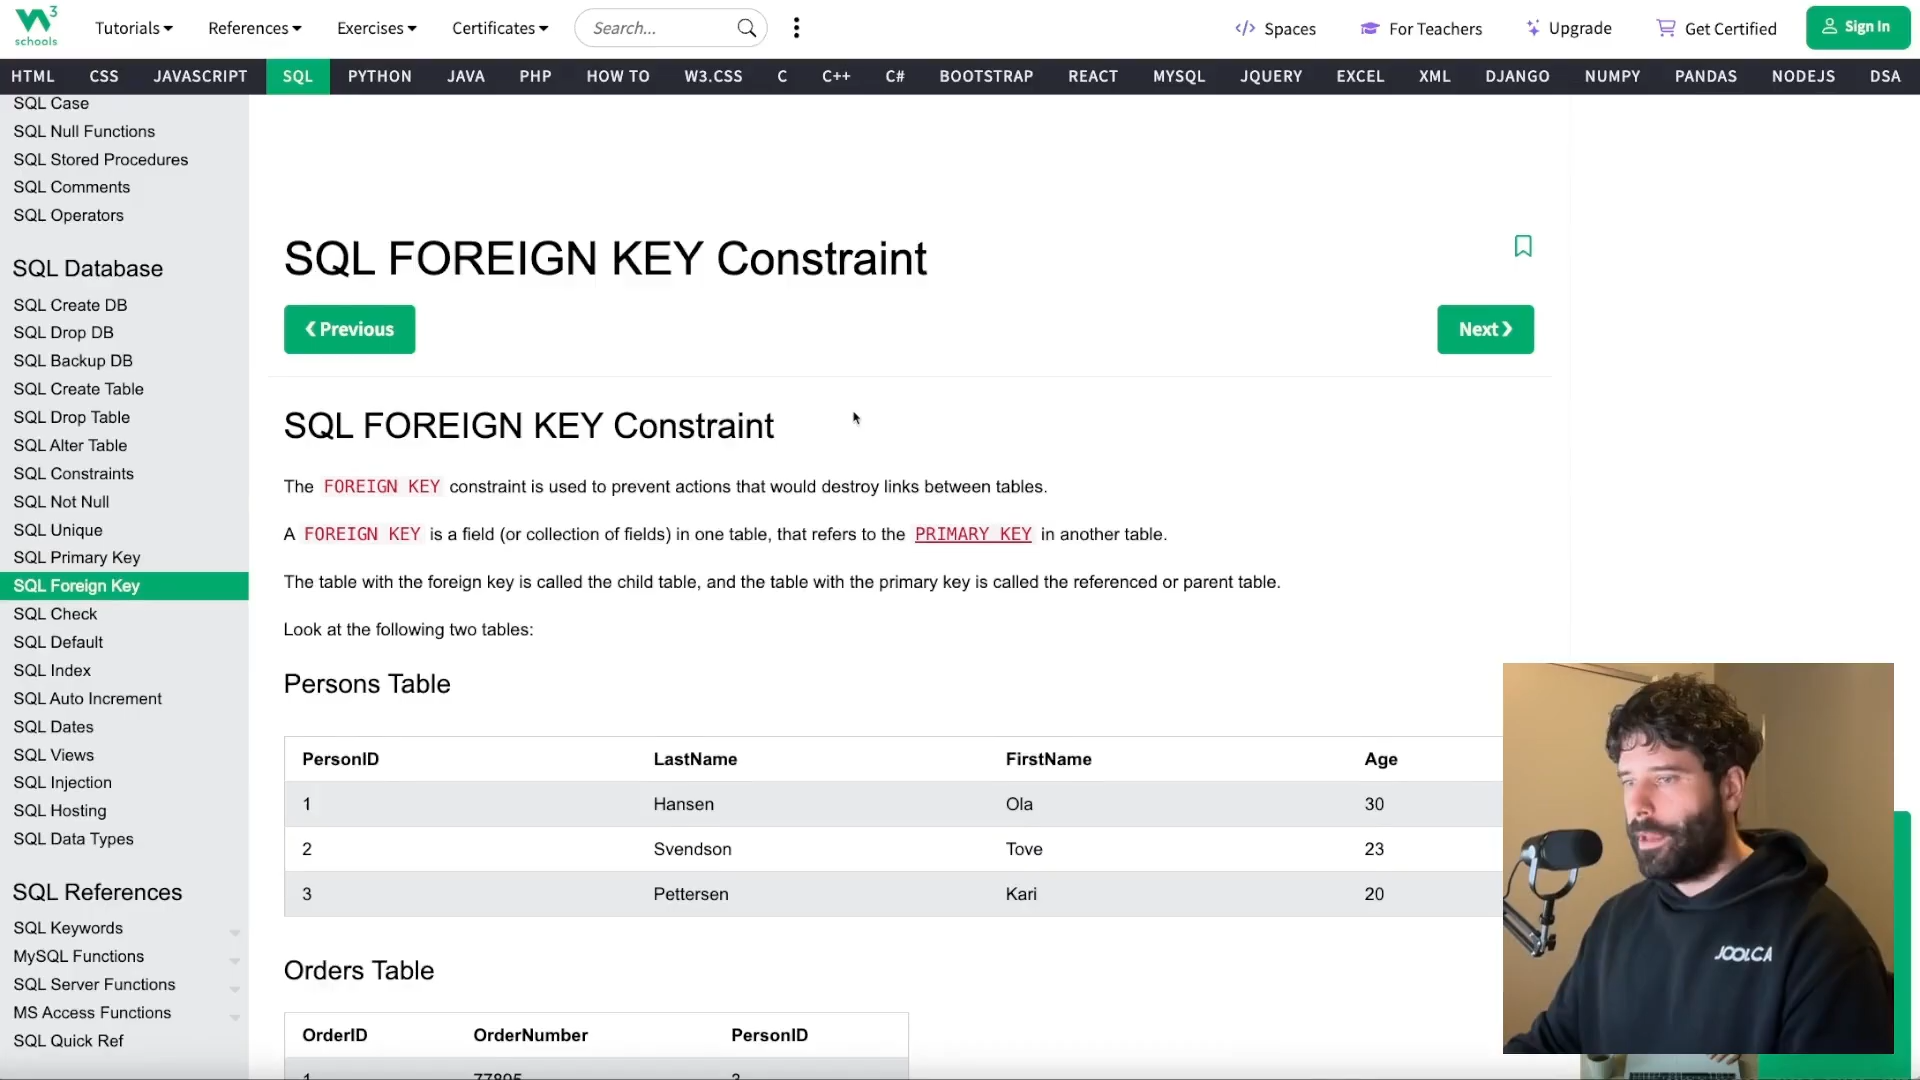 3
schools
Tutorials
References
Exercises
Certificates
Search...
</> Spaces
For Teachers
Upgrade
Get Certified
Sign In
HTML CSS JAVASCRIPT SQL PYTHON JAVA PHP HOW TO W3.CSS C C++ C# BOOTSTRAP REACT MYSQL JQUERY EXCEL XML DJANGO NUMPY PANDAS NODEJS DSA
SQL Case
SQL Null Functions
SQL Stored Procedures
SQL Comments
SQL Operators
SQL Database
SQL Create DB
SQL Drop DB
SQL Backup DB
SQL Create Table
SQL Drop Table
SQL Alter Table
SQL Constraints
SQL Not Null
SQL Unique
SQL Primary Key
SQL Foreign Key
SQL Check
SQL Default
SQL Index
SQL Auto Increment
SQL Dates
SQL Views
SQL Injection
SQL Hosting
SQL Data Types
SQL References
SQL Keywords
MySQL Functions
SQL Server Functions
MS Access Functions
SQL Quick Ref
SQL FOREIGN KEY Constraint
❮ Previous
Next ❯
SQL FOREIGN KEY Constraint
The FOREIGN KEY constraint is used to prevent actions that would destroy links between tables.
A FOREIGN KEY is a field (or collection of fields) in one table, that refers to the PRIMARY KEY in another table.
The table with the foreign key is called the child table, and the table with the primary key is called the referenced or parent table.
Look at the following two tables:
Persons Table
PersonID LastName FirstName Age
1 Hansen Ola 30
2 Svendson Tove 23
3 Pettersen Kari 20
Orders Table
OrderID OrderNumber PersonID
1 77895 3
JOOLCA